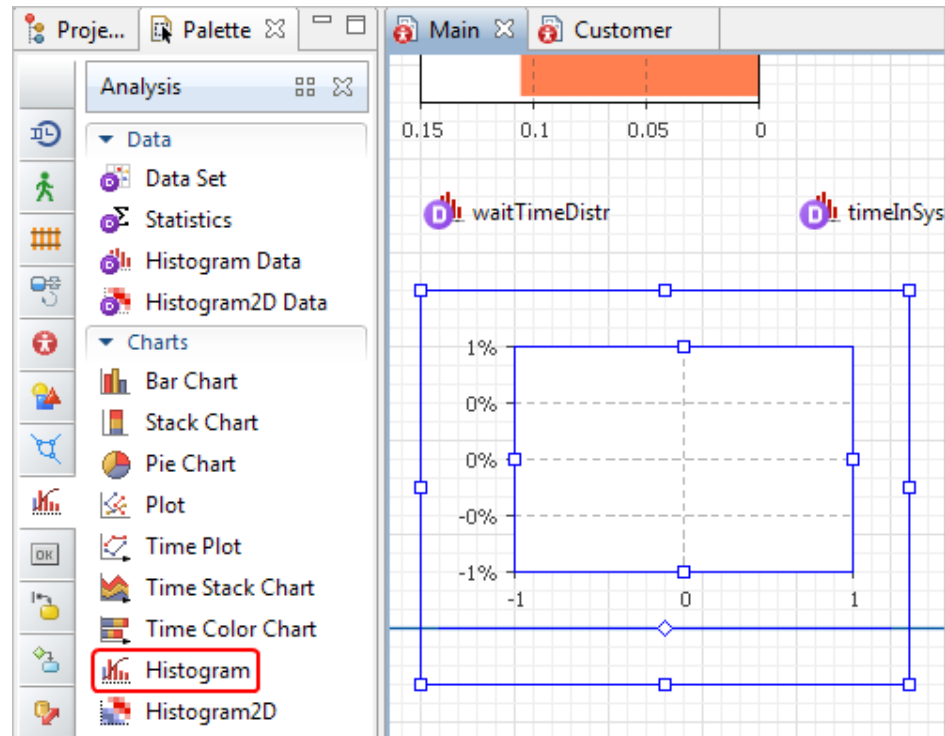 Proje... Palette Main Customer
Analysis
Data
Data Set
Statistics
Histogram Data
Histogram2D Data
Charts
Bar Chart
Stack Chart
Pie Chart
Plot
Time Plot
Time Stack Chart
Time Color Chart
Histogram
Histogram2D
OK
0.15 0.1 0.05 0
D waitTimeDistr D timeInSys
1%
0%
0%
-0%
-1%
-1 0 1